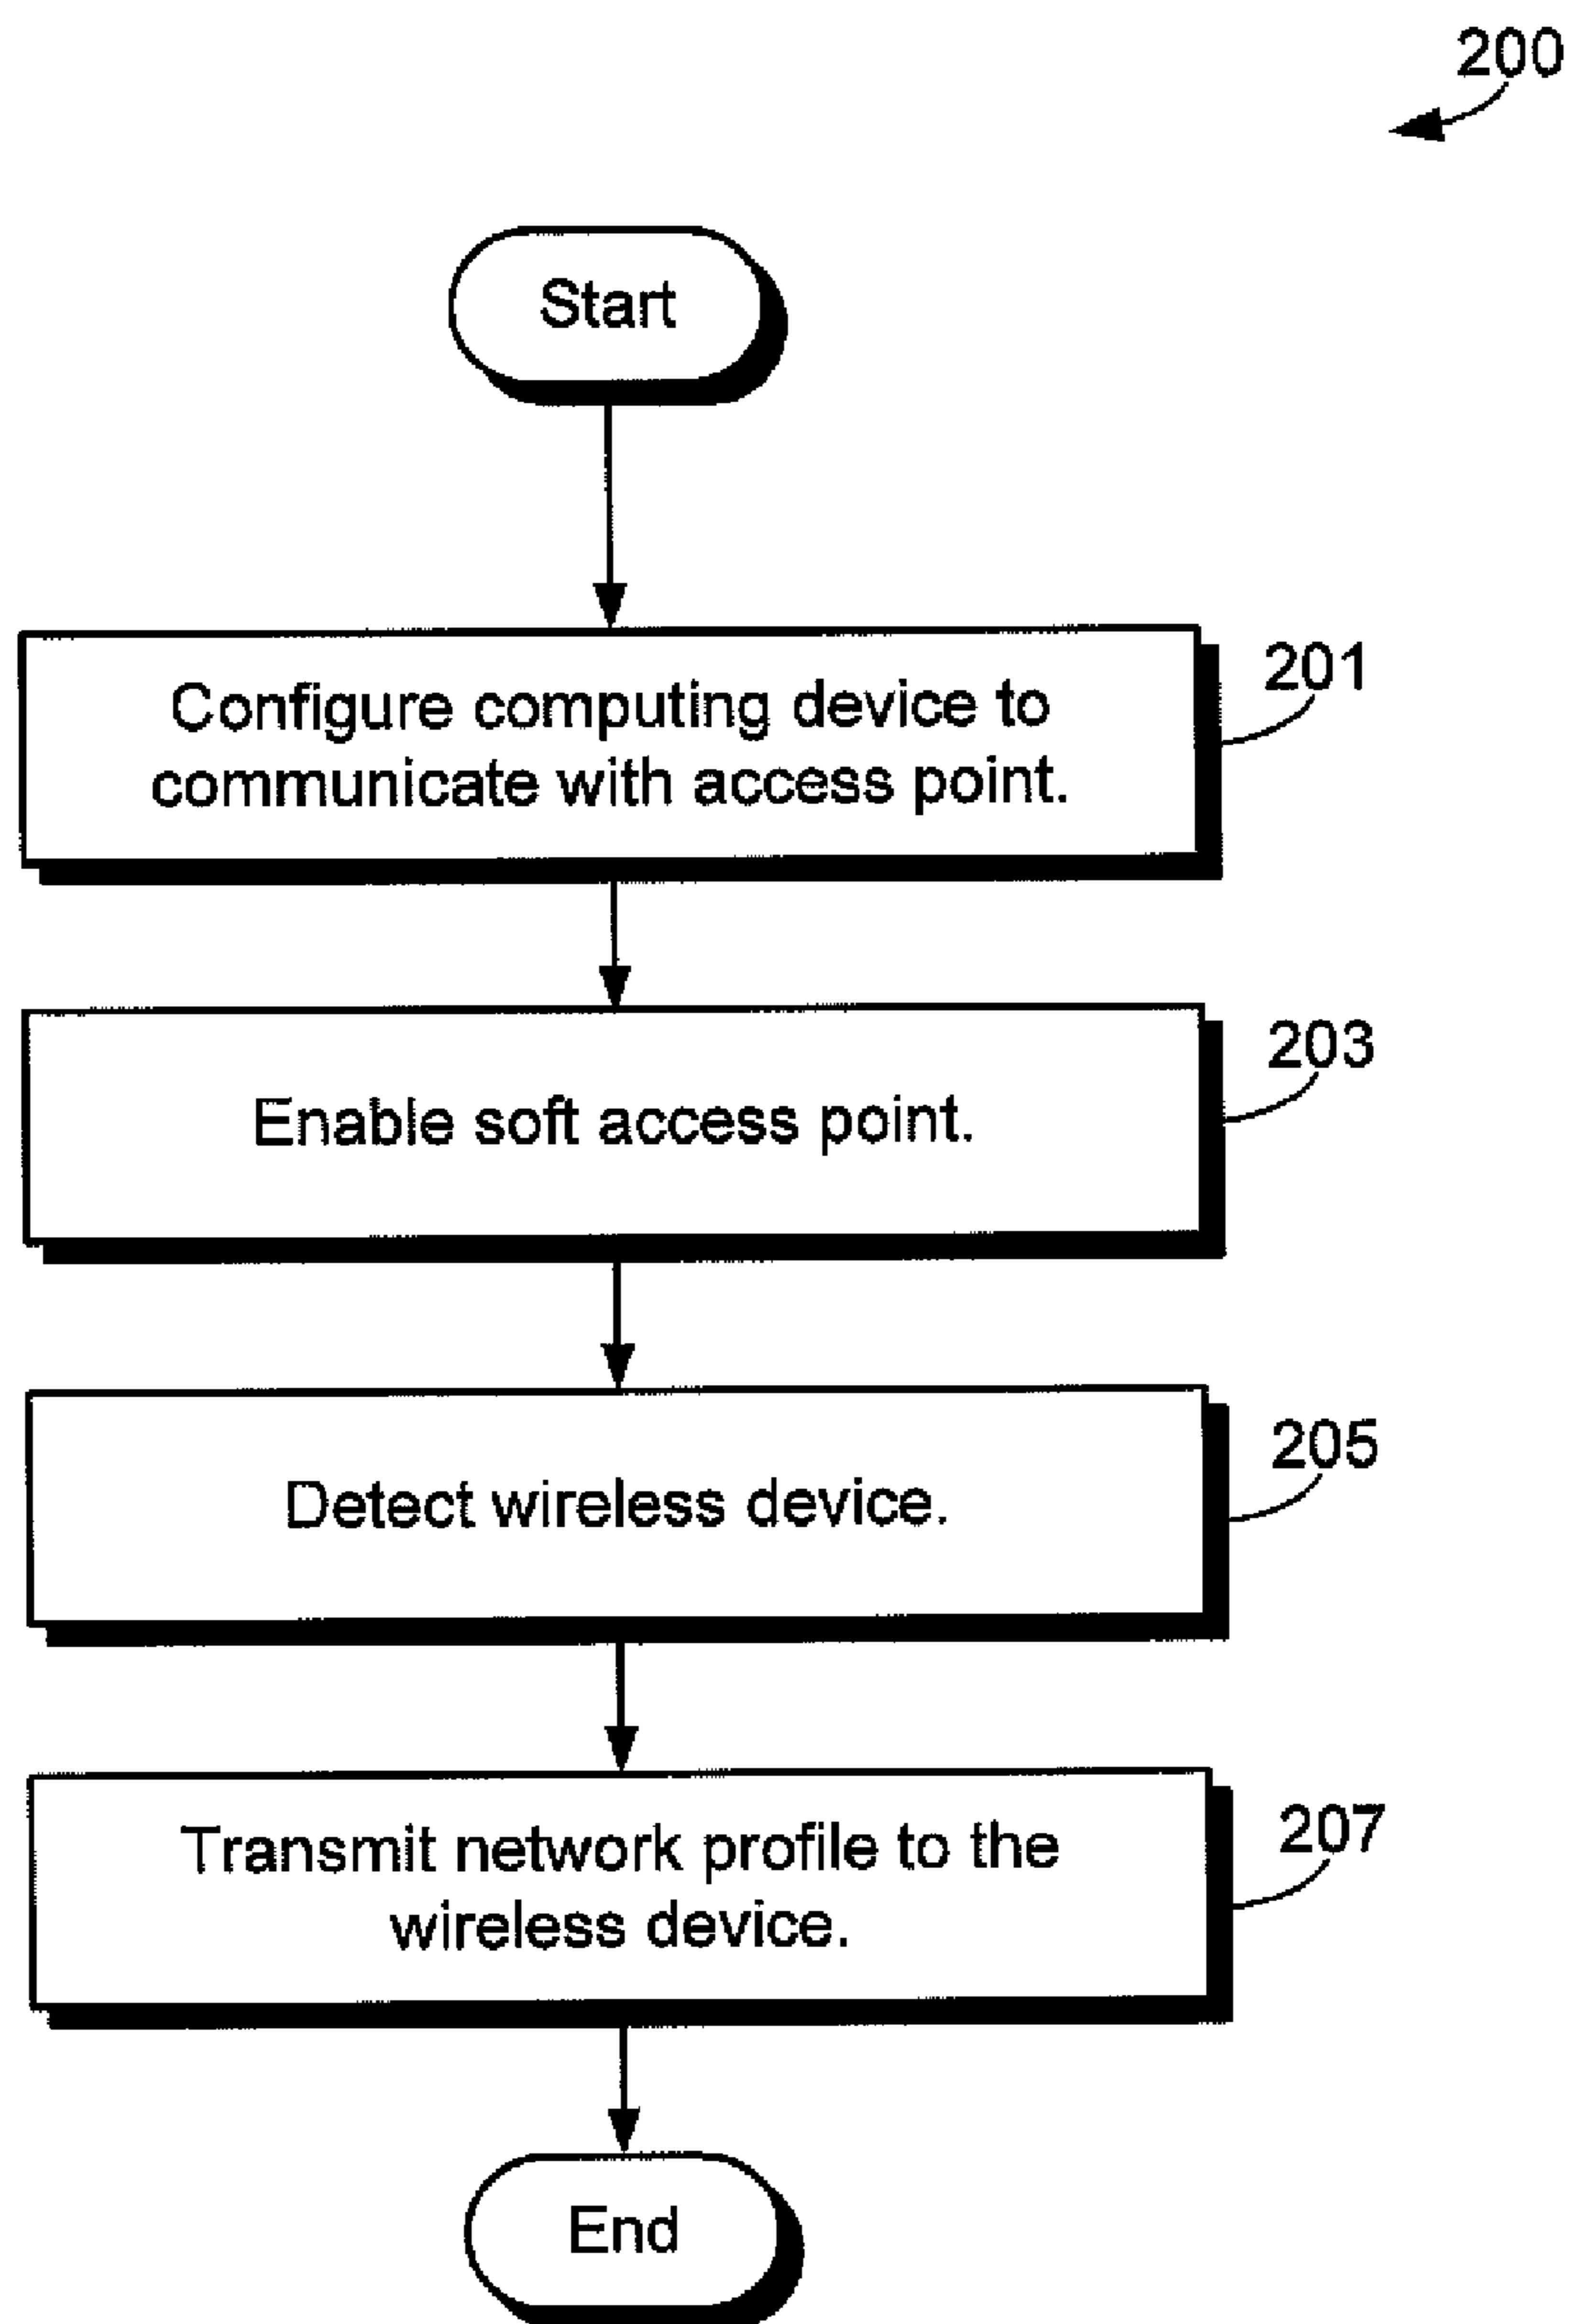 200
Start
Configure computing device to
communicate with access point.
201
Enable soft access point.
203
Detect wireless device.
205
Transmit network profile to the
wireless device.
207
End